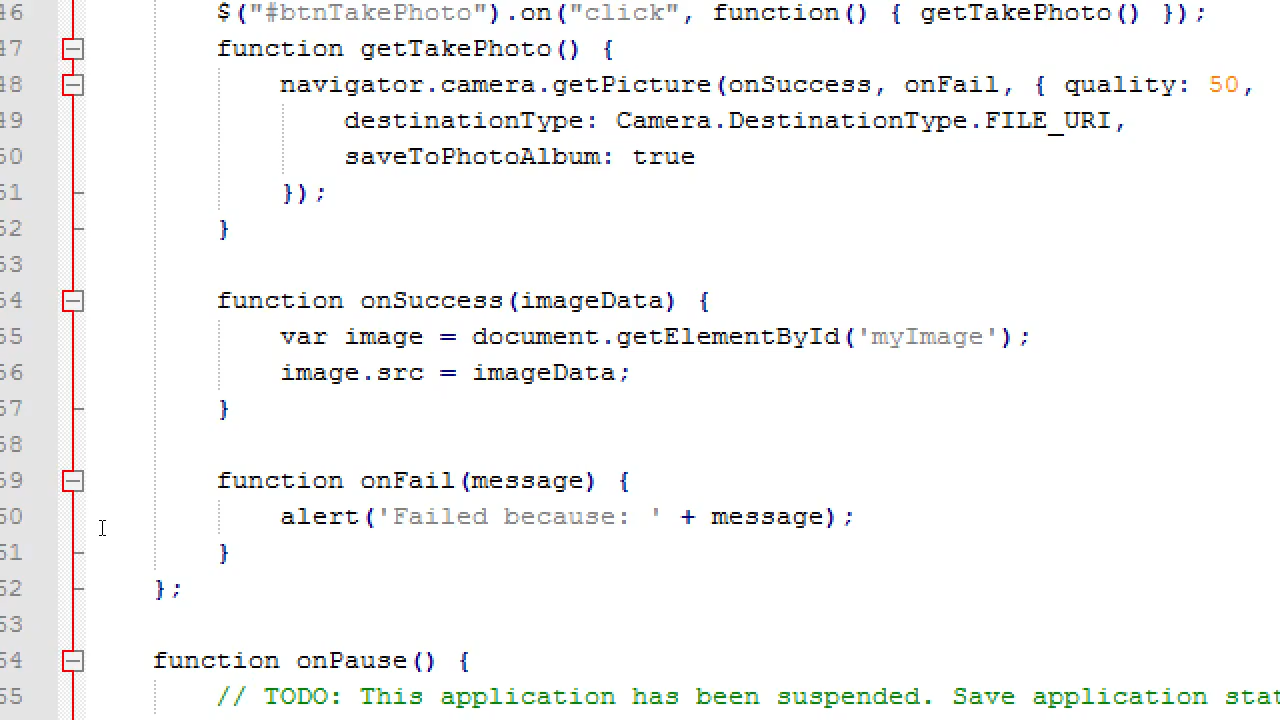 46 $("#btnTakePhoto").on("click", function() { getTakePhoto() });
47 function getTakePhoto() {
48 navigator.camera.getPicture(onSuccess, onFail, { quality: 50,
49 destinationType: Camera.DestinationType.FILE_URI,
50 saveToPhotoAlbum: true
51 });
52 }
53
54 function onSuccess(imageData) {
55 var image = document.getElementById('myImage');
56 image.src = imageData;
57 }
58
59 function onFail(message) {
60 alert('Failed because: ' + message);
61 }
62 };
63
64 function onPause() {
65 // TODO: This application has been suspended. Save application stat